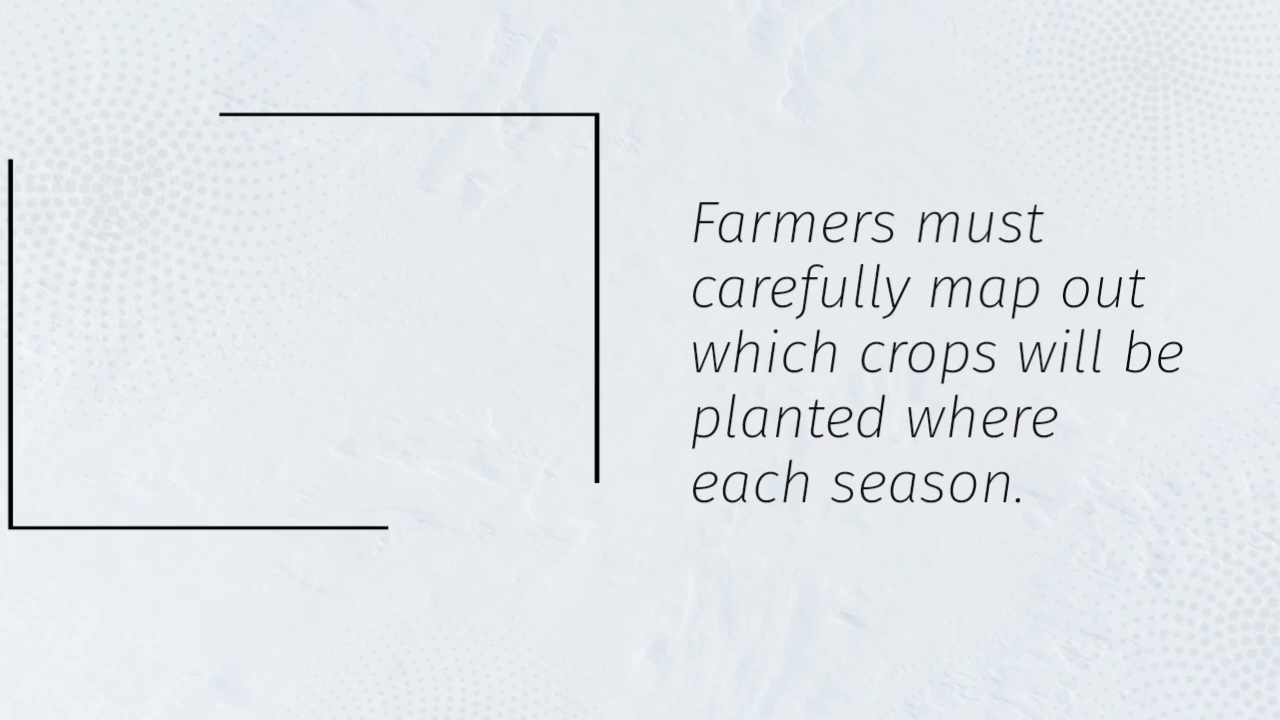 Farmers must
carefully map out
which crops will be
planted where
each season.